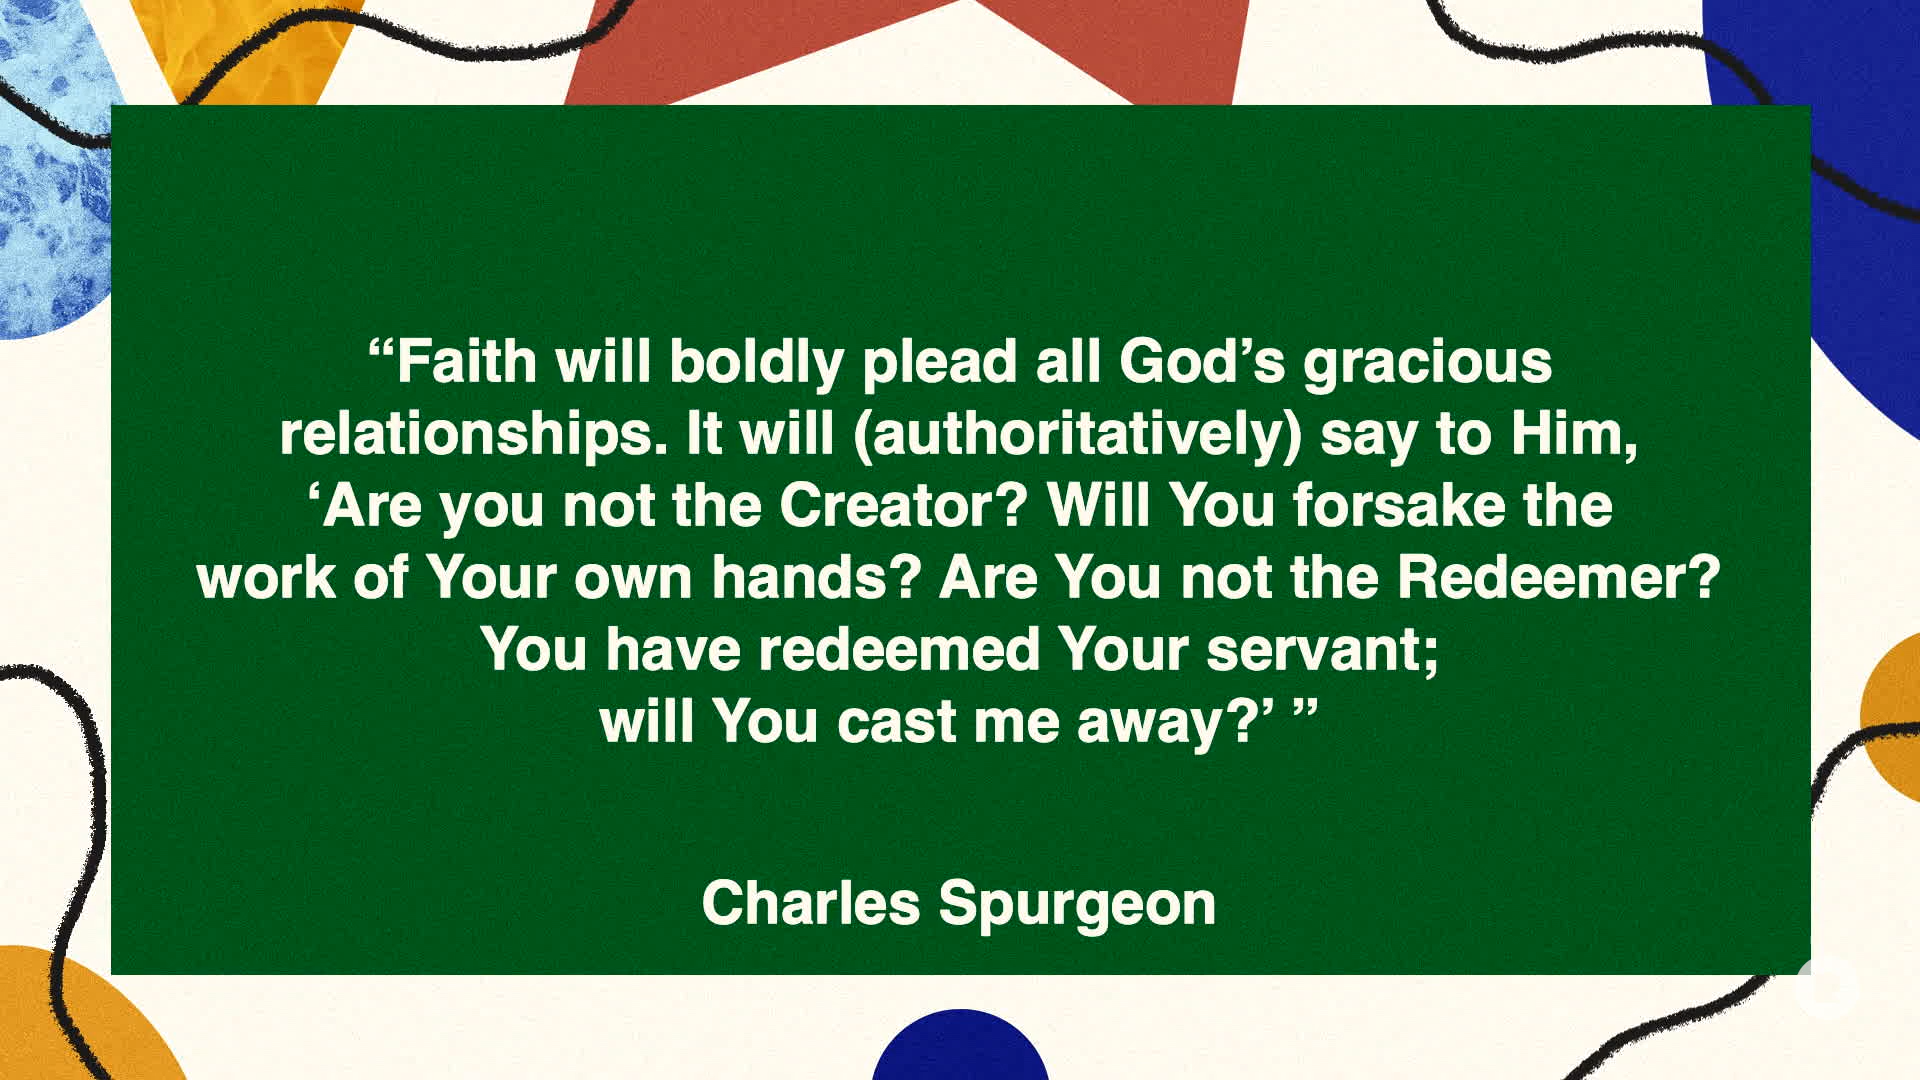 “Faith will boldly plead all God’s gracious
relationships. It will (authoritatively) say to Him,
‘Are you not the Creator? Will You forsake the
work of Your own hands? Are You not the Redeemer?
You have redeemed Your servant;
will You cast me away?’ ”
Charles Spurgeon